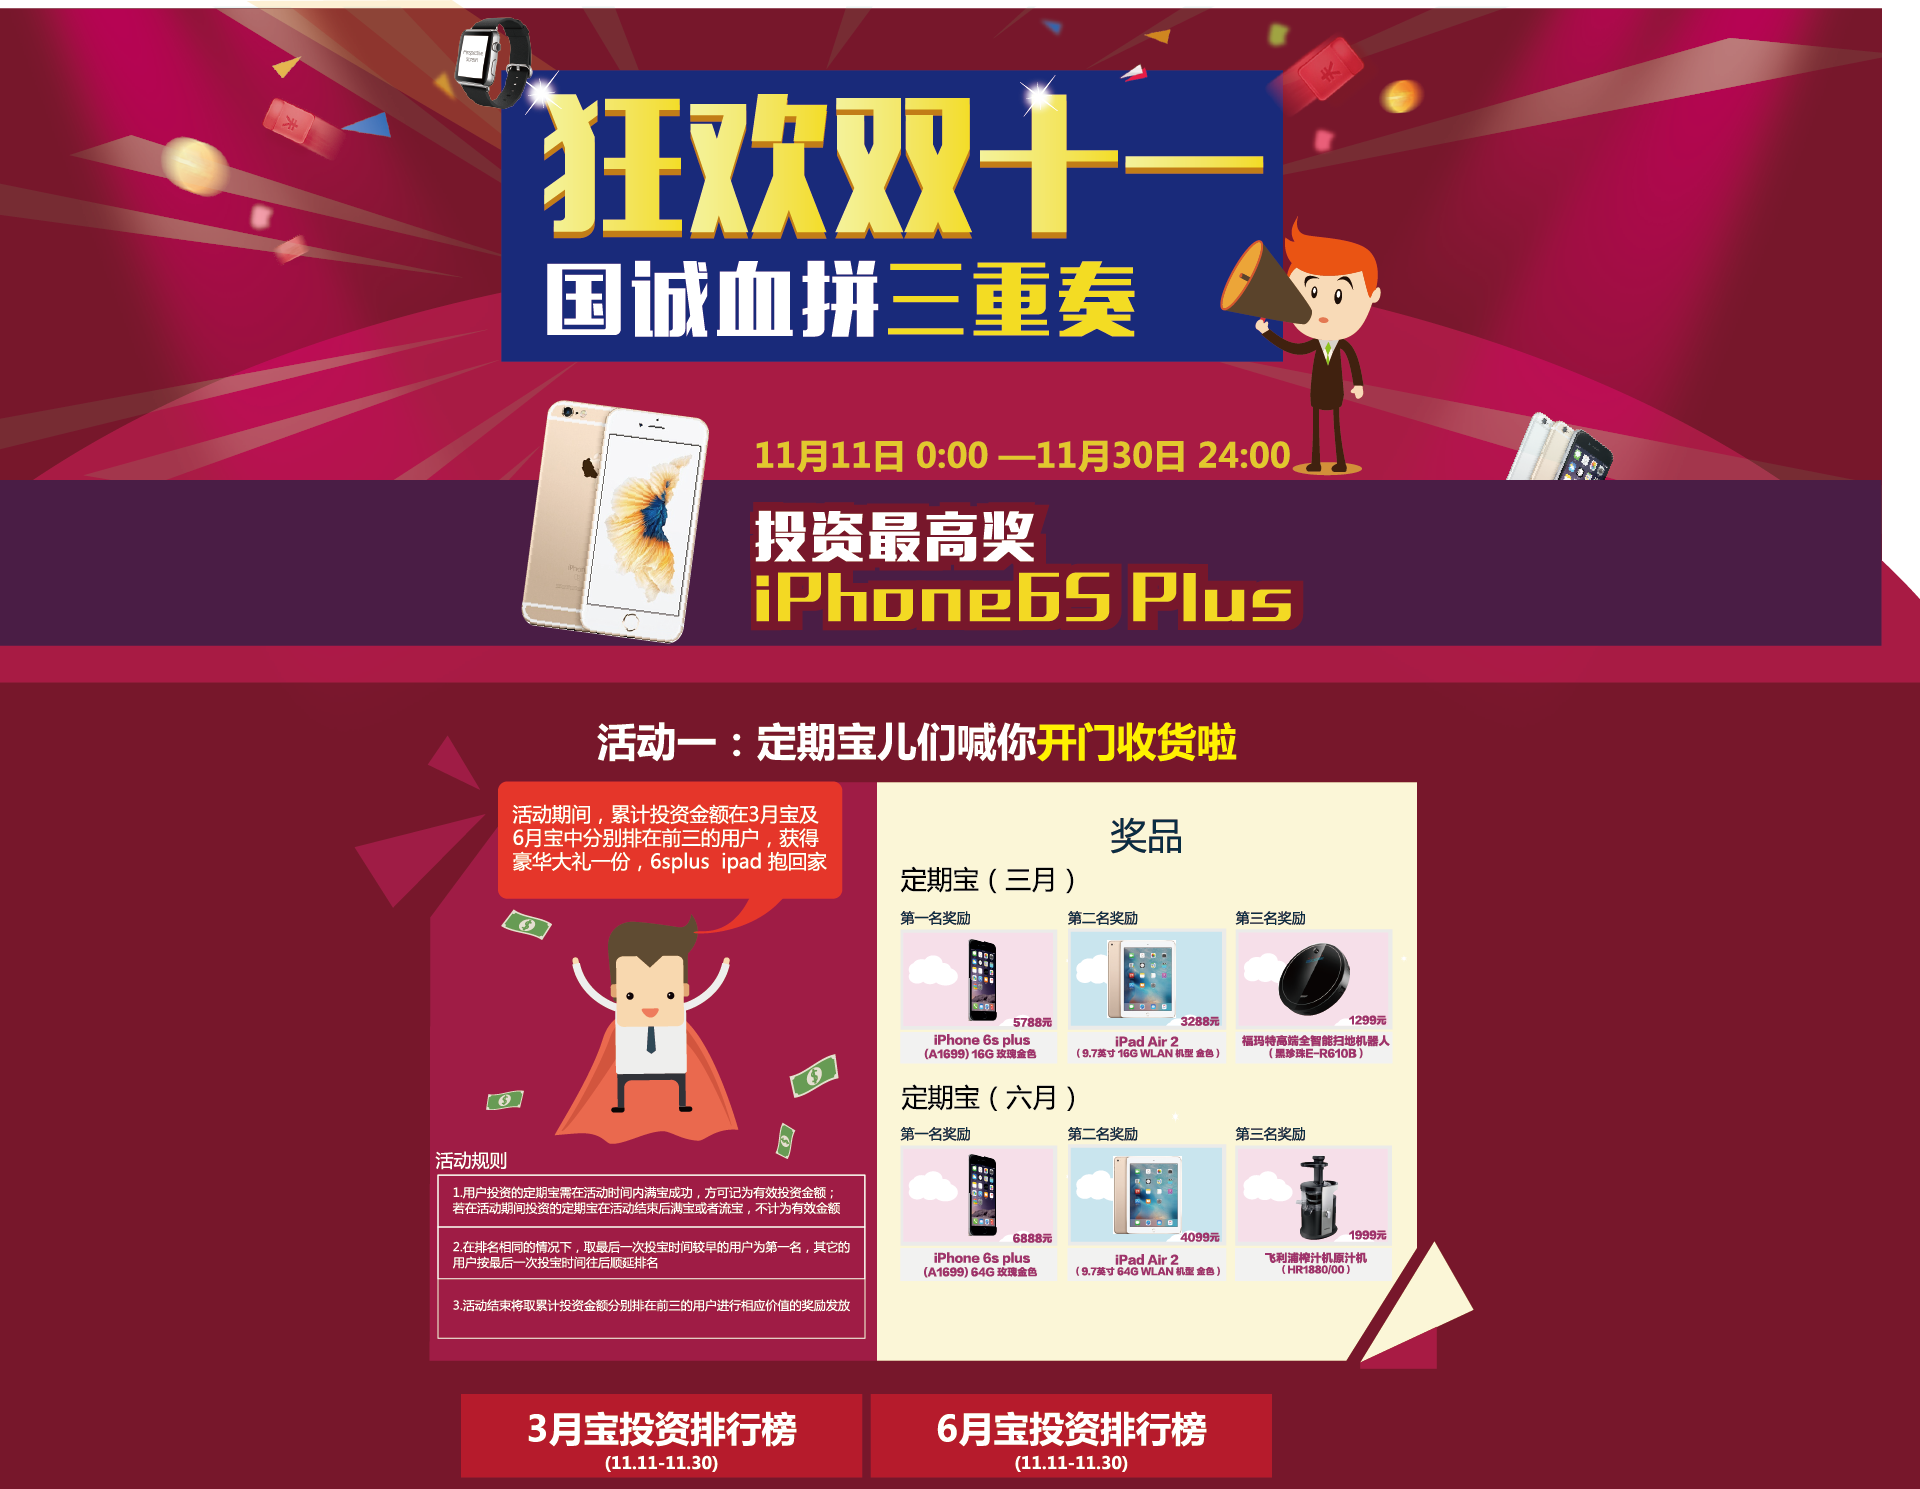 Perspective
screen
狂欢双十一
国诚血拼三重奏
11月11日 0:00 —11月30日 24:00
投资最高奖
iPhone6S Plus
活动一：定期宝儿们喊你开门收货啦
活动期间，累计投资金额在3月宝及
6月宝中分别排在前三的用户，获得
豪华大礼一份，6splus ipad 抱回家
活动规则
1.用户投资的定期宝需在活动时间内满宝成功，方可记为有效投资金额；
若在活动期间投资的定期宝在活动结束后满宝或者流宝，不计为有效金额
2.在排名相同的情况下，取最后一次投宝时间较早的用户为第一名，其它的
用户按最后一次投宝时间往后顺延排名
3.活动结束将取累计投资金额分别排在前三的用户进行相应价值的奖励发放
奖品
定期宝（三月）
第一名奖励 第二名奖励 第三名奖励
5788元 3288元 1299元
iPhone 6s plus iPad Air 2 福玛特高端全智能扫地机器人
(A1699) 16G 玫瑰金色 （9.7英寸 16G WLAN 机型 金色） （黑珍珠E-R610B）
定期宝（六月）
第一名奖励 第二名奖励 第三名奖励
6888元 4099元 1999元
iPhone 6s plus iPad Air 2 飞利浦榨汁机原汁机
(A1699) 64G 玫瑰金色 （9.7英寸 64G WLAN 机型 金色） （HR1880/00）
3月宝投资排行榜 6月宝投资排行榜
(11.11-11.30) (11.11-11.30)